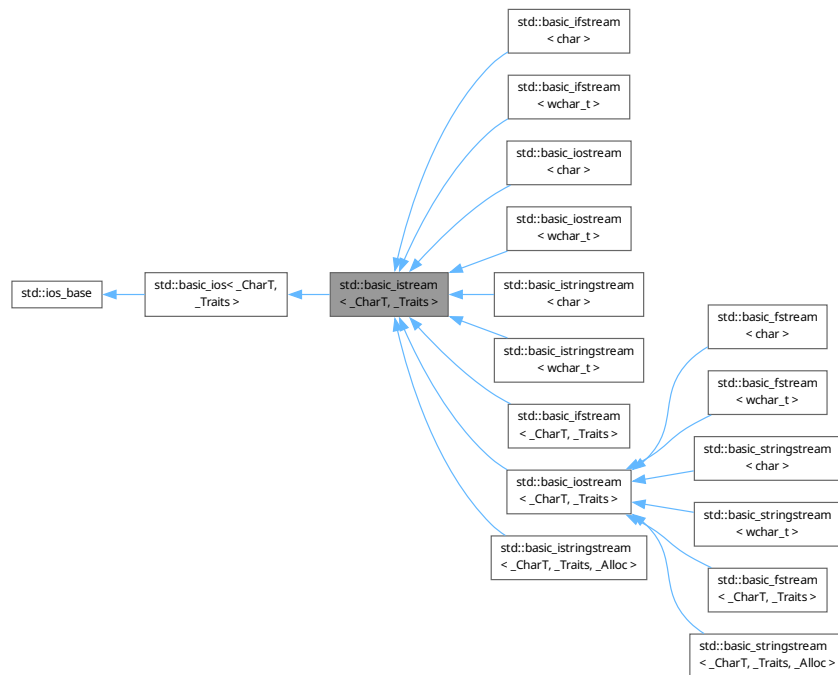 std::basic_ifstream
< char >
std::basic_ifstream
< wchar_t >
std::basic_iostream
< char >
std::basic_iostream
< wchar_t >
std::ios_base
std::basic_ios< _CharT,
_Traits >
std::basic_istream
< _CharT, _Traits >
std::basic_istringstream
< char >
std::basic_istringstream
< wchar_t >
std::basic_ifstream
< _CharT, _Traits >
std::basic_iostream
< _CharT, _Traits >
std::basic_istringstream
< _CharT, _Traits, _Alloc >
std::basic_fstream
< char >
std::basic_fstream
< wchar_t >
std::basic_stringstream
< char >
std::basic_stringstream
< wchar_t >
std::basic_fstream
< _CharT, _Traits >
std::basic_stringstream
< _CharT, _Traits, _Alloc >